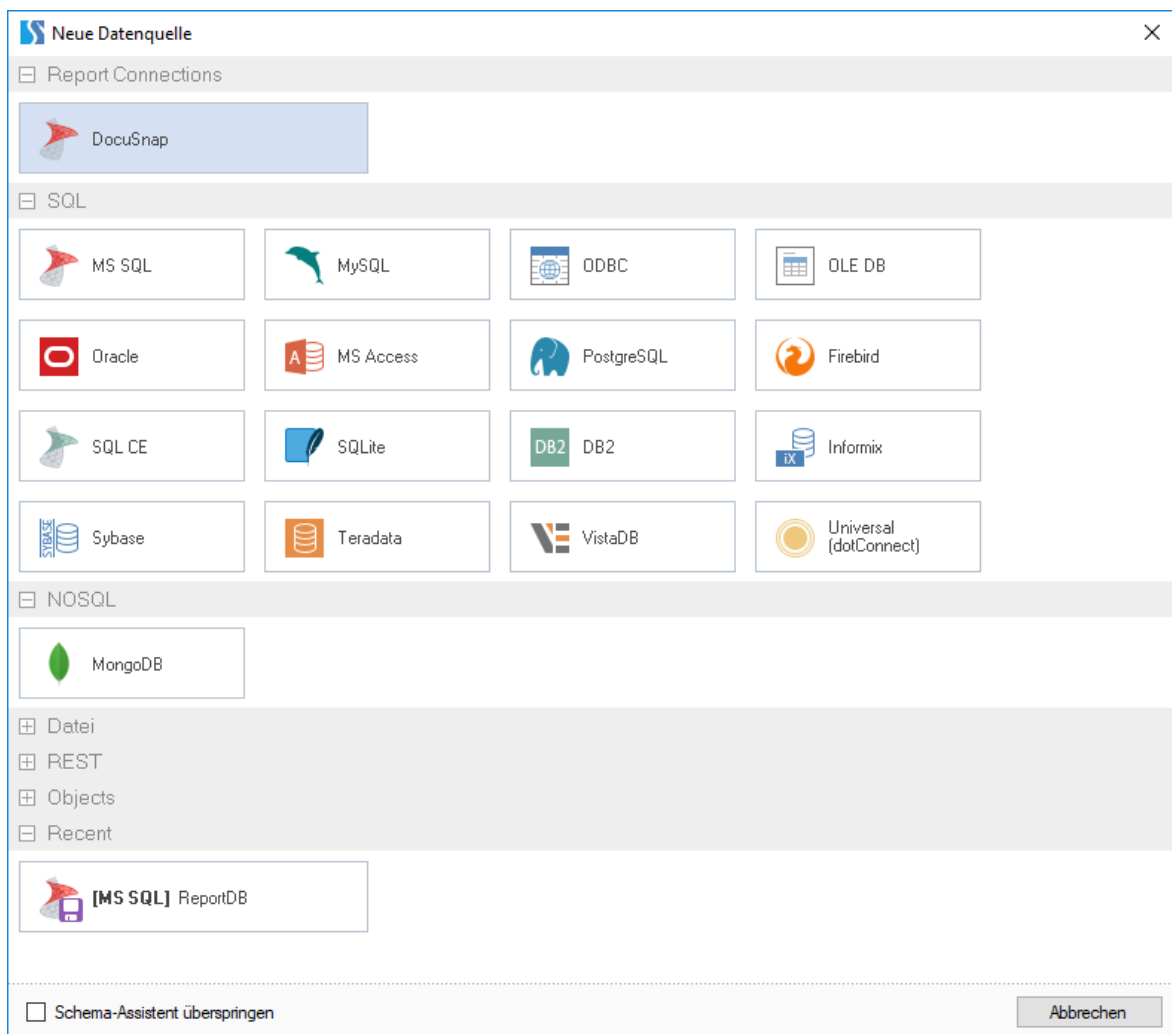 Neue Datenquelle
Report Connections
DocuSnap
SQL
MS SQL
MySQL
ODBC
OLE DB
Oracle
A
MS Access
PostgreSQL
Firebird
SQL CE
SQLite
DB2
DB2
iX
Informix
SYBASE
Sybase
Teradata
VistaDB
Universal
(dotConnect)
NOSQL
MongoDB
Datei
REST
Objects
Recent
[MS SQL] ReportDB
Schema-Assistent überspringen
Abbrechen